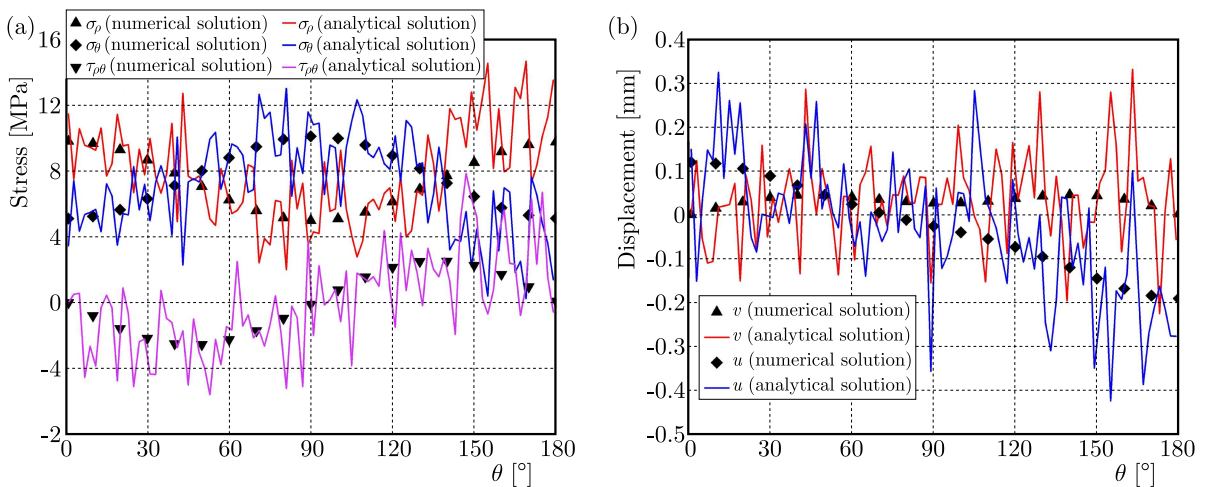 (a)
σρ (numerical solution) σρ (analytical solution)
σθ (numerical solution) σθ (analytical solution)
τρθ (numerical solution) τρθ (analytical solution)
16
12
8
4
0
-4
-2
Stress [MPa]
0 30 60 90 120 150 180
θ [°]
(b)
0.4
0.3
0.2
0.1
0
-0.1
-0.2
-0.3
-0.4
-0.5
Displacement [mm]
v (numerical solution)
v (analytical solution)
u (numerical solution)
u (analytical solution)
0 30 60 90 120 150 180
θ [°]